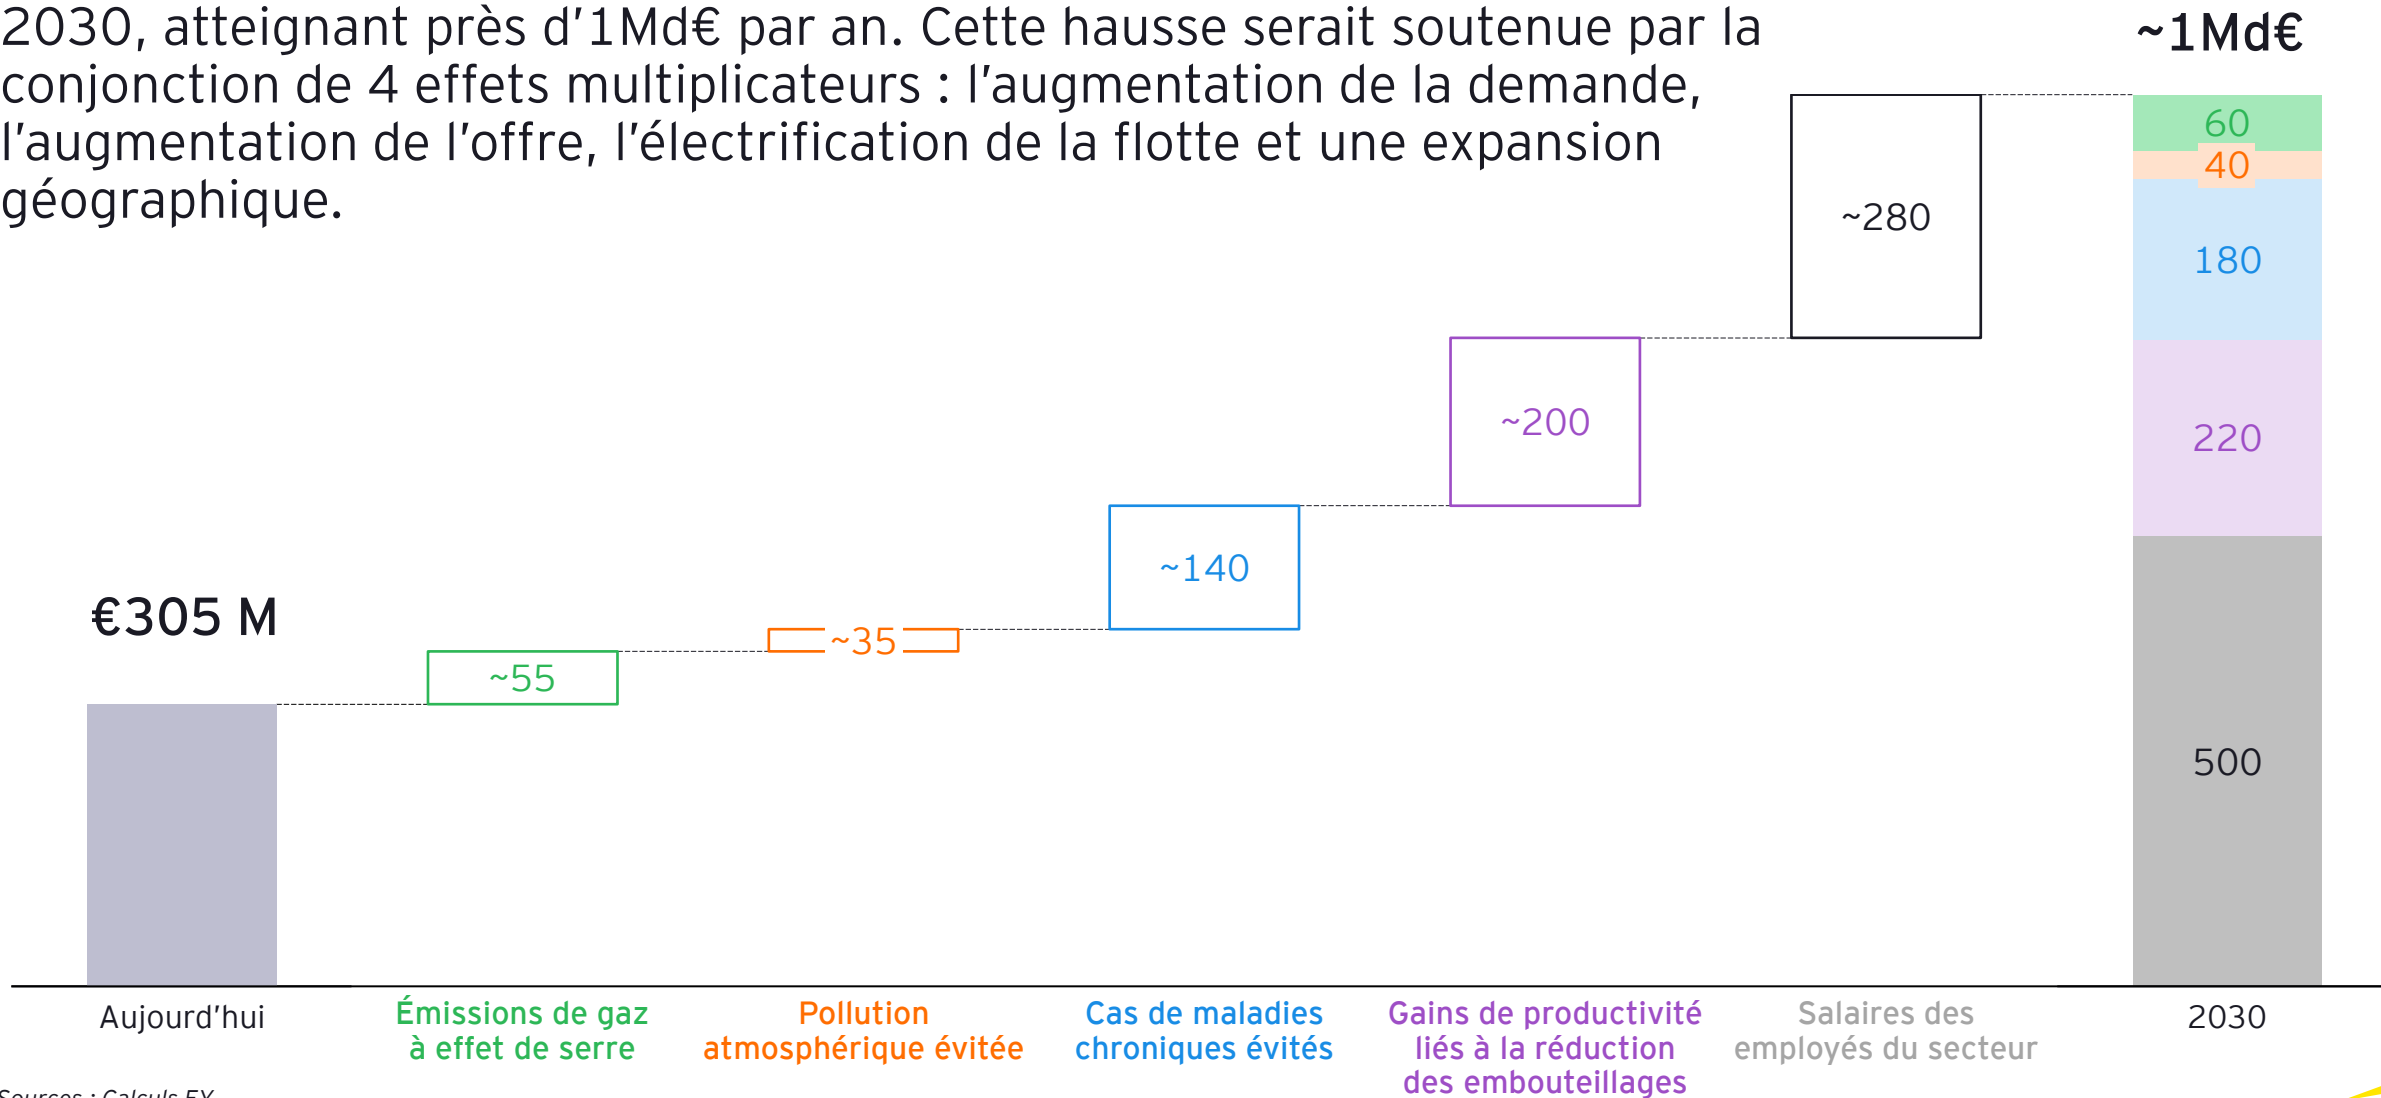 2030, atteignant près d'1Md€ par an. Cette hausse serait soutenue par la
conjonction de 4 effets multiplicateurs : l'augmentation de la demande,
l'augmentation de l'offre, l'électrification de la flotte et une expansion
géographique.
~1Md€
60
40
180
220
500
~280
~200
~140
~35
~55
€305 M
Aujourd'hui
Émissions de gaz
à effet de serre
Pollution
atmosphérique évitée
Cas de maladies
chroniques évités
Gains de productivité
liés à la réduction
des embouteillages
Salaires des
employés du secteur
2030
Sources : Calculs EY